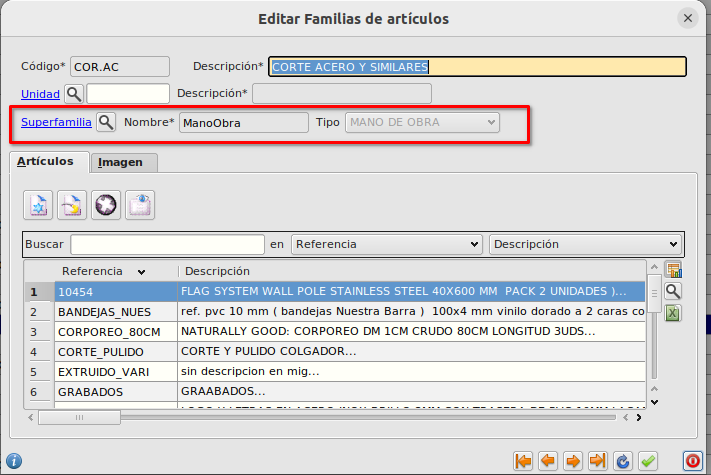 Editar Familias de artículos
Código* COR.AC Descripción* CORTE ACERO Y SIMILARES
Unidad Descripción*
Superfamilia Nombre* ManoObra Tipo MANO DE OBRA
Artículos Imagen
Buscar en Referencia Descripción
Referencia Descripción
1 10454 FLAG SYSTEM WALL POLE STAINLESS STEEL 40X600 MM PACK 2 UNIDADES )...
2 BANDEJAS_NUES ref. pvc 10 mm ( bandejas Nuestra Barra ) 100x4 mm vinilo dorado a 2 caras co
3 CORPOREO_80CM NATURALLY GOOD: CORPOREO DM 1CM CRUDO 80CM LONGITUD 3UDS...
4 CORTE_PULIDO CORTE Y PULIDO COLGADOR...
5 EXTRUIDO_VARI sin descripcion en mig...
6 GRABADOS GRAABADOS...